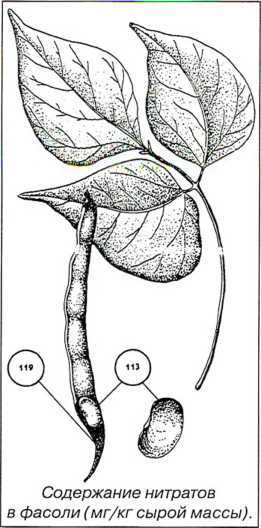 119
113
Содержание нитратов
в фасоли (мг/кг сырой массы).